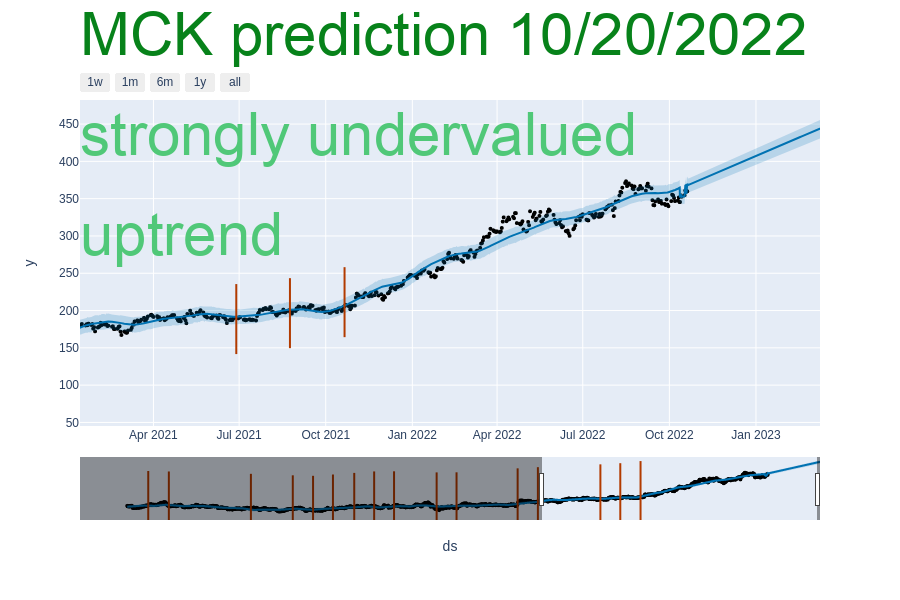 MCK prediction 10/20/2022
1w 1m 6m 1y all
strongly undervalued
uptrend
450
400
350
300
250
200
150
100
50
y
Apr 2021 Jul 2021 Oct 2021 Jan 2022 Apr 2022 Jul 2022 Oct 2022 Jan 2023
ds